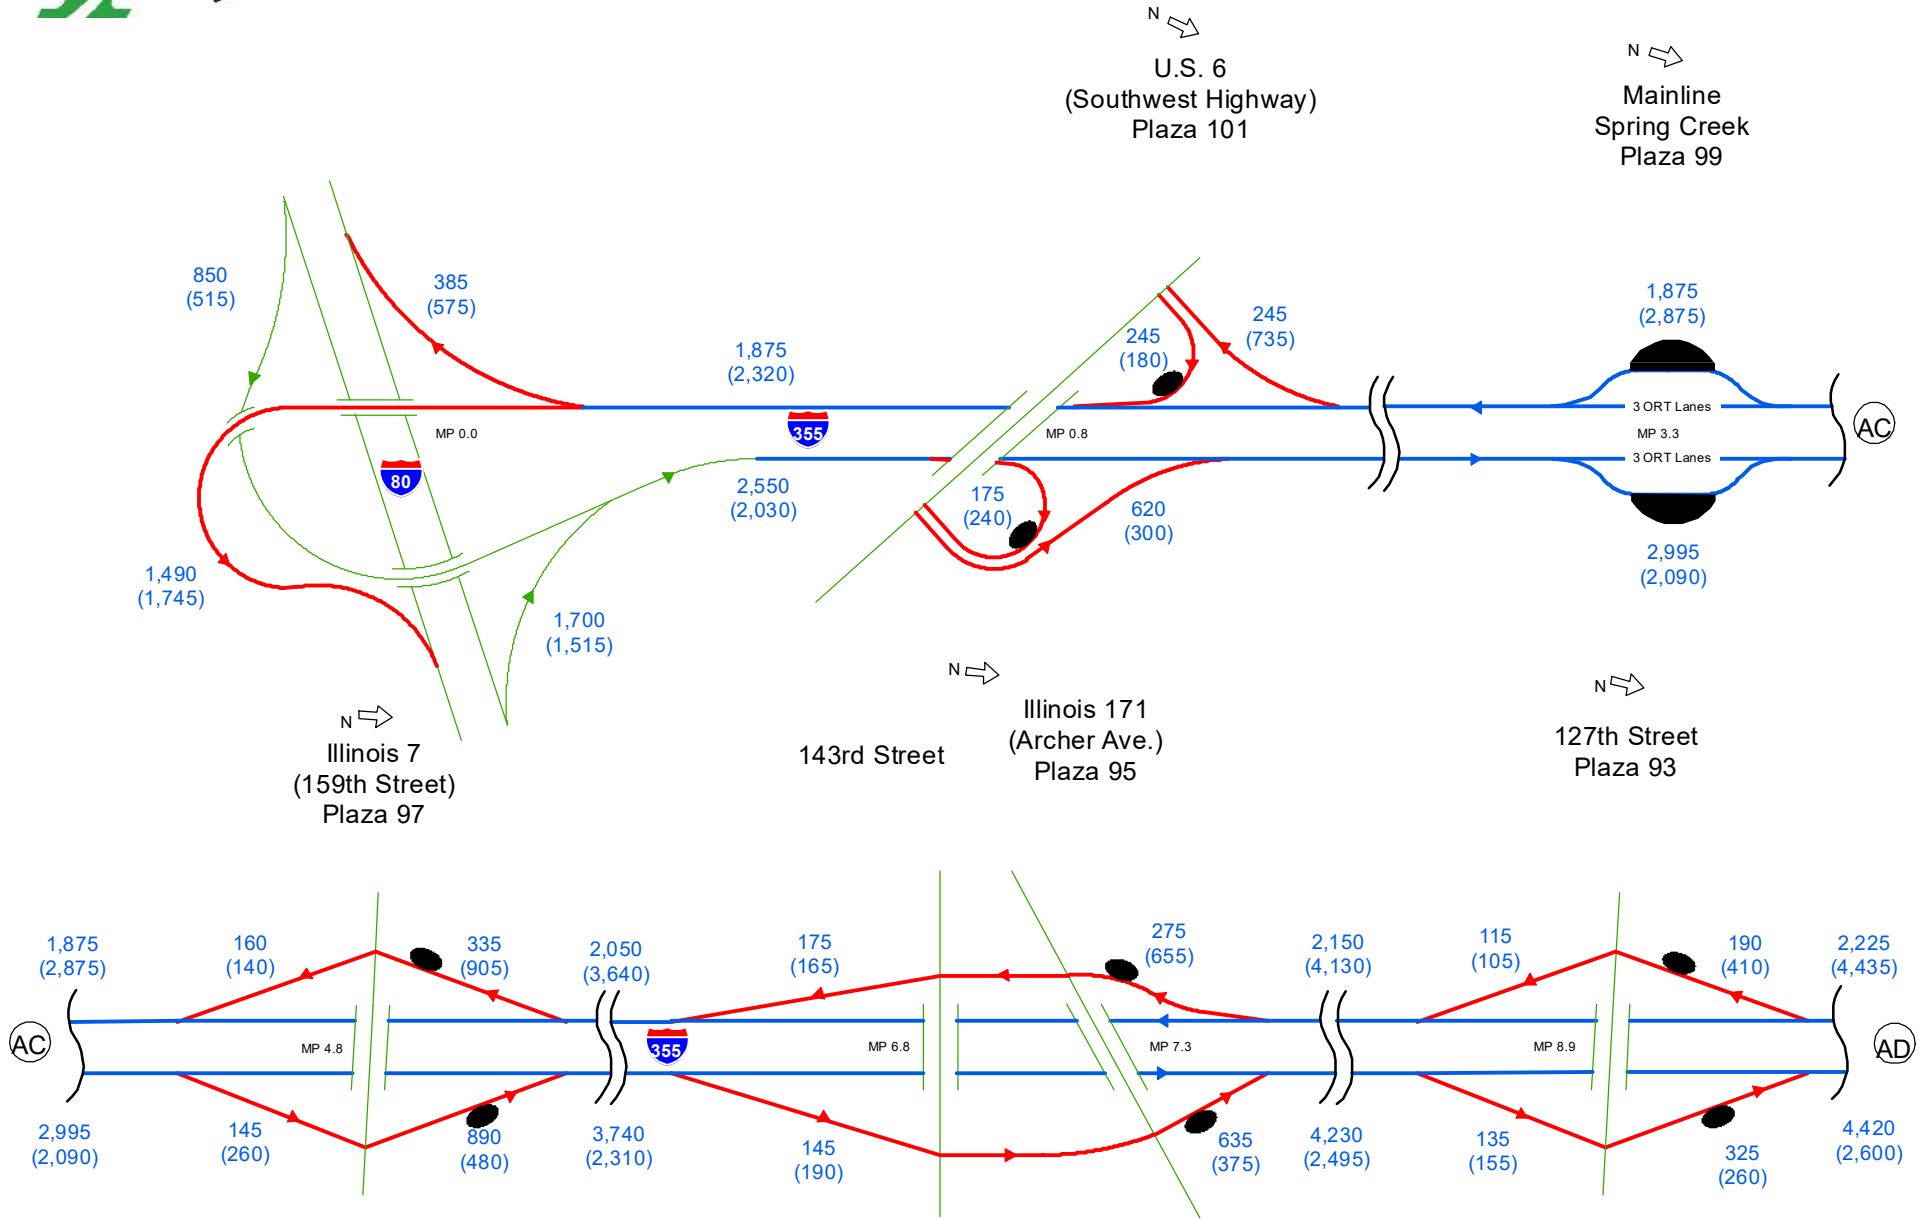 N
U.S. 6
(Southwest Highway)
Plaza 101
N
Mainline
Spring Creek
Plaza 99
850
(515)
385
(575)
1,875
(2,320)
245
(180)
245
(735)
1,875
(2,875)
MP 0.0
355
MP 0.8
3 ORT Lanes
MP 3.3
3 ORT Lanes
AC
80
2,550
(2,030)
175
(240)
620
(300)
2,995
(2,090)
1,490
(1,745)
1,700
(1,515)
N
Illinois 7
(159th Street)
Plaza 97
143rd Street
N
Illinois 171
(Archer Ave.)
Plaza 95
N
127th Street
Plaza 93
1,875
(2,875)
160
(140)
335
(905)
2,050
(3,640)
175
(165)
275
(655)
2,150
(4,130)
115
(105)
190
(410)
2,225
(4,435)
AC
MP 4.8
355
MP 6.8
MP 7.3
MP 8.9
AD
2,995
(2,090)
145
(260)
890
(480)
3,740
(2,310)
145
(190)
635
(375)
4,230
(2,495)
135
(155)
325
(260)
4,420
(2,600)